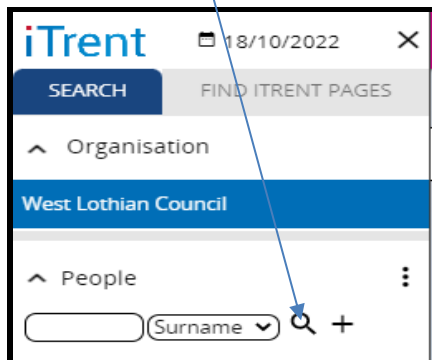 iTrent 18/10/2022
SEARCH FIND ITRENT PAGES
Organisation
West Lothian Council
People
Surname